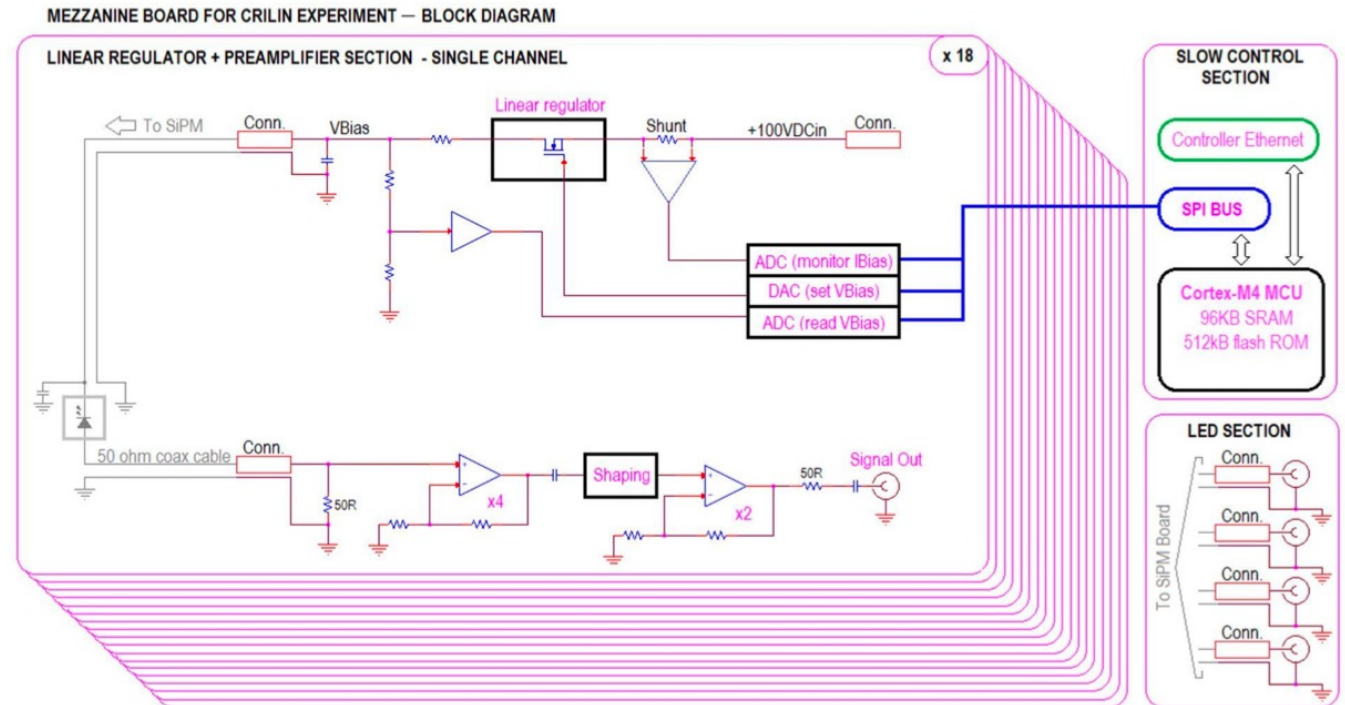 MEZZANINE BOARD FOR CRILIN EXPERIMENT — BLOCK DIAGRAM
LINEAR REGULATOR + PREAMPLIFIER SECTION - SINGLE CHANNEL
x 18
To SiPM
Conn.
VBias
Linear regulator
Shunt
+100VDCin
Conn.
ADC (monitor IBias)
DAC (set VBias)
ADC (read VBias)
50 ohm coax cable
Conn.
50R
+
-
x4
Shaping
+
-
x2
50R
Signal Out
SLOW CONTROL
SECTION
Controller Ethernet
SPI BUS
Cortex-M4 MCU
96KB SRAM
512kB flash ROM
LED SECTION
To SiPM Board
Conn.
Conn.
Conn.
Conn.